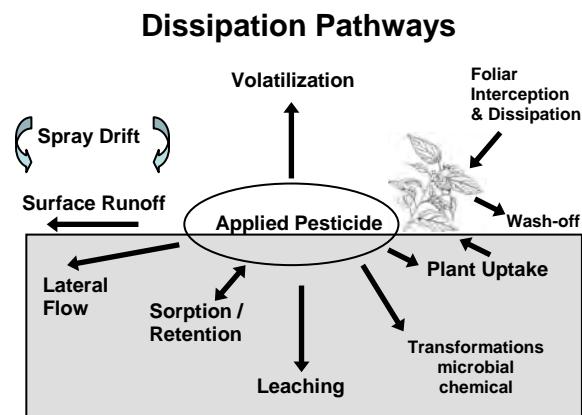 Dissipation Pathways
Volatilization
Foliar
Interception
& Dissipation
Spray Drift
Surface Runoff
Applied Pesticide
Wash-off
Lateral
Flow
Sorption /
Retention
Plant Uptake
Leaching
Transformations
microbial
chemical